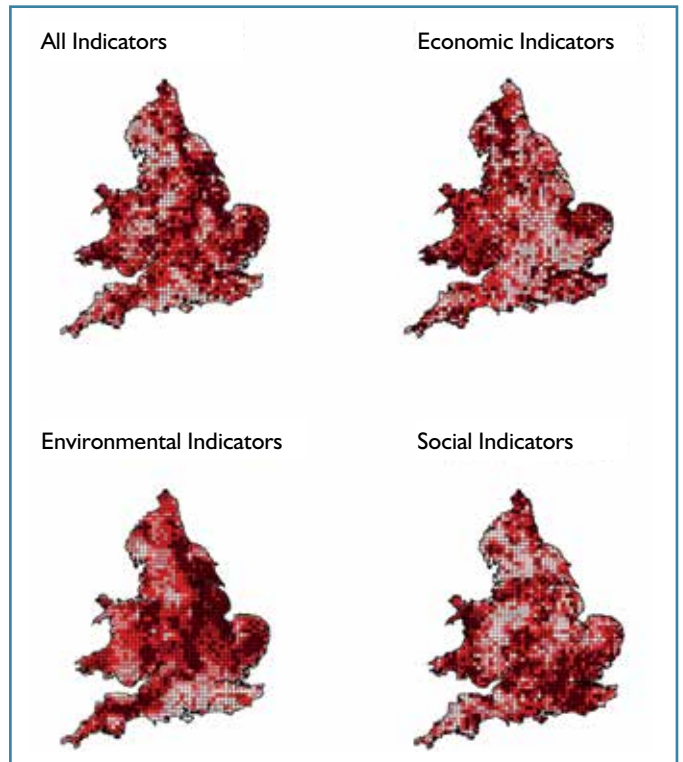 All Indicators
Economic Indicators
Environmental Indicators
Social Indicators